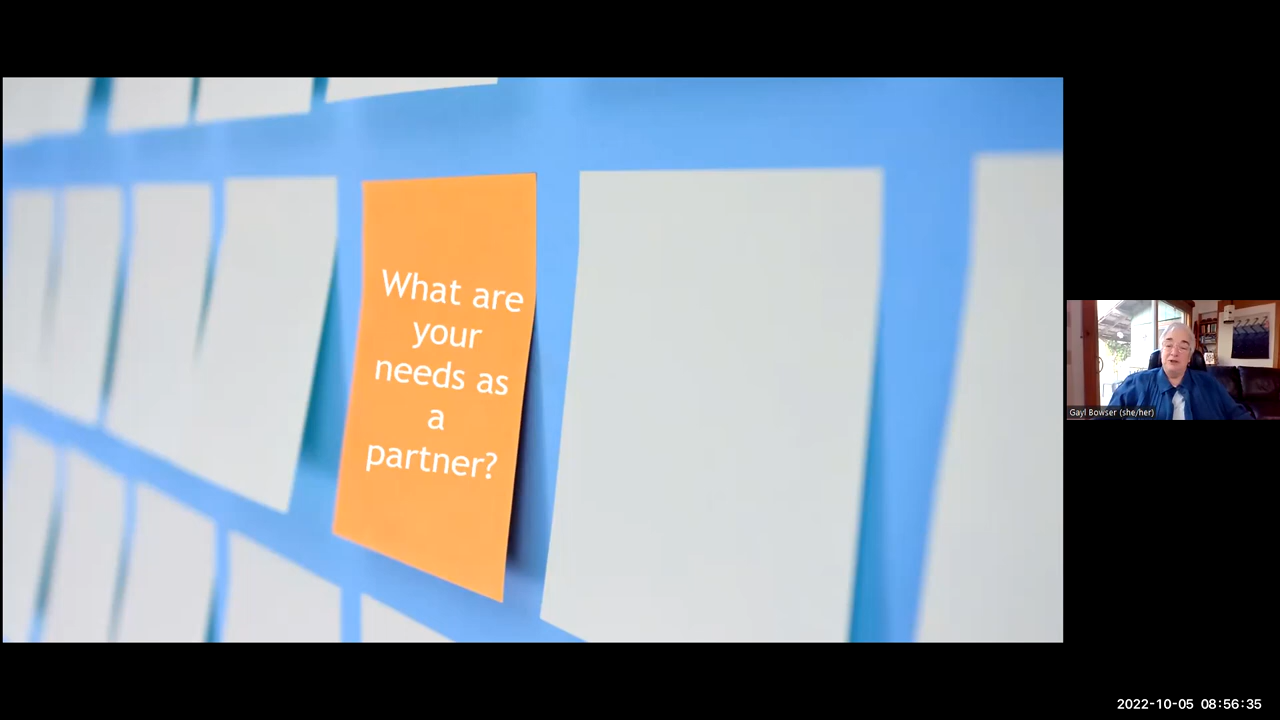 What are
your
needs as
a
partner?
Gayl Bowser (she/her)
2022-10-05 08:56:35